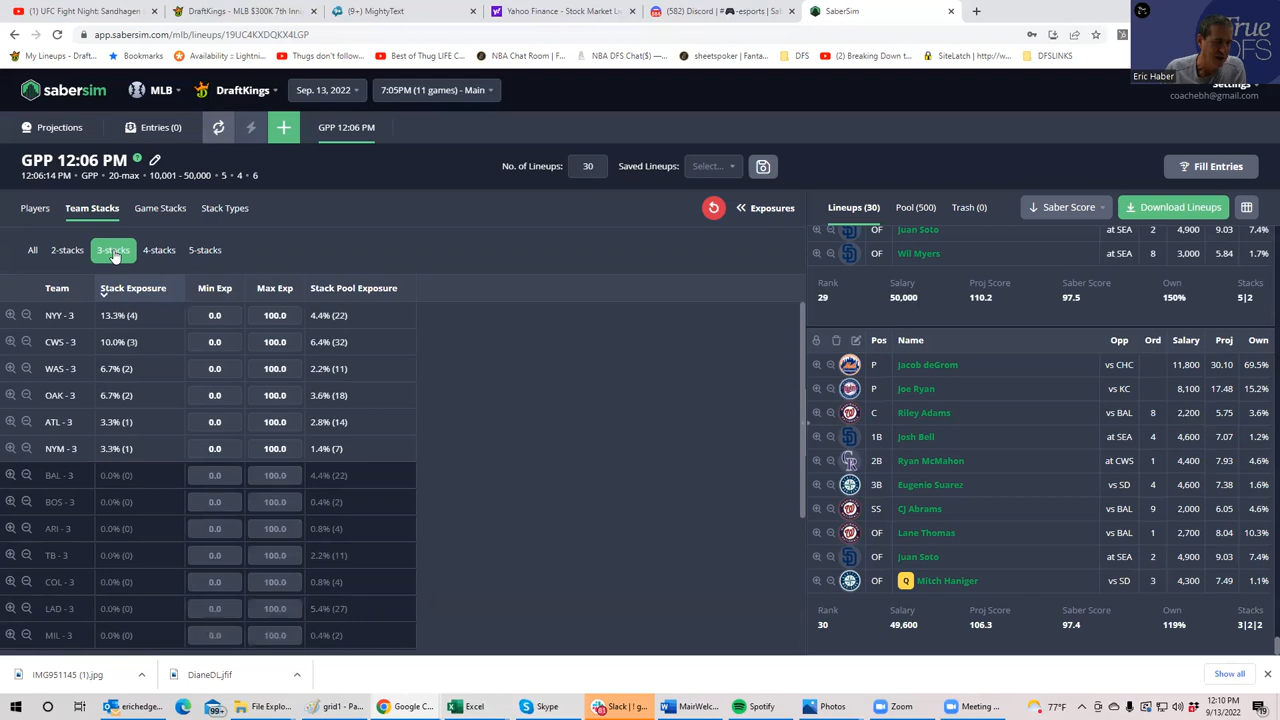 (1) UFC Fight Night: Sandhagen
DraftKings - MLB $300K 7th Inn
(9+) MightyText
Yahoo Finance - Stock Market L
(582) Discord | #🎮-esports | Sab
SaberSim
app.sabersim.com/mlb/lineups/19UC4KXDQKX4LGP
My Lineups - Draft
Bookmarks
Availability :: Lightni
Thugs don't follow...
Best of Thug LIFE C
NBA Chat Room | F...
NBA DFS Chat($)—
sheetspoker | Fanta
DFS
(2) Breaking Down t
SiteLatch | http://w...
DFSLINKS
True
DFS
Eric Haber
sabersim
MLB
DraftKings
Sep. 13, 2022
7:05PM (11 games) - Main
Settings
coachebh@gmail.com
Projections
Entries (0)
GPP 12:06 PM
GPP 12:06 PM
12:06:14 PM • GPP • 20-max • 10,001 - 50,000 • 5 • 4 • 6
No. of Lineups:
30
Saved Lineups:
Select...
Fill Entries
Players
Team Stacks
Game Stacks
Stack Types
Exposures
Lineups (30)
Pool (500)
Trash (0)
Saber Score
Download Lineups
All
2-stacks
3-stacks
4-stacks
5-stacks
Team Stack Exposure Min Exp Max Exp Stack Pool Exposure
NYY - 3 13.3% (4) 0.0 100.0 4.4% (22)
CWS - 3 10.0% (3) 0.0 100.0 6.4% (32)
WAS - 3 6.7% (2) 0.0 100.0 2.2% (11)
OAK - 3 6.7% (2) 0.0 100.0 3.6% (18)
ATL - 3 3.3% (1) 0.0 100.0 2.8% (14)
NYM - 3 3.3% (1) 0.0 100.0 1.4% (7)
BAL - 3 0.0% (0) 0.0 100.0 4.4% (22)
BOS - 3 0.0% (0) 0.0 100.0 0.4% (2)
ARI - 3 0.0% (0) 0.0 100.0 0.8% (4)
TB - 3 0.0% (0) 0.0 100.0 2.2% (11)
COL - 3 0.0% (0) 0.0 100.0 0.8% (4)
LAD - 3 0.0% (0) 0.0 100.0 5.4% (27)
MIL - 3 0.0% (0) 0.0 100.0 0.4% (2)
OF Juan Soto at SEA 2 4,900 9.03 7.4%
OF Wil Myers at SEA 8 3,000 5.84 1.7%
Rank Salary Proj Score Saber Score Own Stacks
29 50,000 110.2 97.5 150% 5|2
Pos Name Opp Ord Salary Proj Own
P Jacob deGrom vs CHC 11,800 30.10 69.5%
P Joe Ryan vs KC 8,100 17.48 15.2%
C Riley Adams vs BAL 8 2,200 5.75 3.6%
1B Josh Bell at SEA 4 4,600 7.07 1.2%
2B Ryan McMahon at CWS 1 4,400 7.93 4.6%
3B Eugenio Suarez vs SD 4 4,600 7.38 1.6%
SS CJ Abrams vs BAL 9 2,000 6.05 4.6%
OF Lane Thomas vs BAL 1 2,700 8.04 10.3%
OF Juan Soto at SEA 2 4,900 9.03 7.4%
OF Q Mitch Haniger vs SD 3 4,300 7.49 1.1%
Rank Salary Proj Score Saber Score Own Stacks
30 49,600 106.3 97.4 119% 3|2|2
IMG951145 (1).jpg
DianeDL.jfif
Show all
erichedge...
99+
File Explo...
grid1 - Pa...
Google C...
Excel
Skype
Slack | ! g...
MairWelc...
Spotify
Photos
Zoom
Meeting ...
77°F
12:10 PM
9/13/2022
19